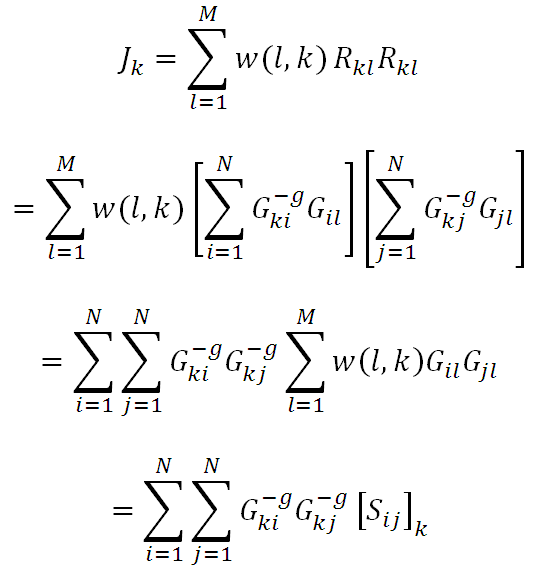 $J_k = \sum_{l=1}^{M} w(l,k) R_{kl} R_{kl}$
$= \sum_{l=1}^{M} w(l,k) \left[ \sum_{i=1}^{N} G_{ki}^{-g} G_{il} \right] \left[ \sum_{j=1}^{N} G_{kj}^{-g} G_{jl} \right]$
$= \sum_{i=1}^{N} \sum_{j=1}^{N} G_{ki}^{-g} G_{kj}^{-g} \sum_{l=1}^{M} w(l,k) G_{il} G_{jl}$
$= \sum_{i=1}^{N} \sum_{j=1}^{N} G_{ki}^{-g} G_{kj}^{-g} \left[ S_{ij} \right]_k$